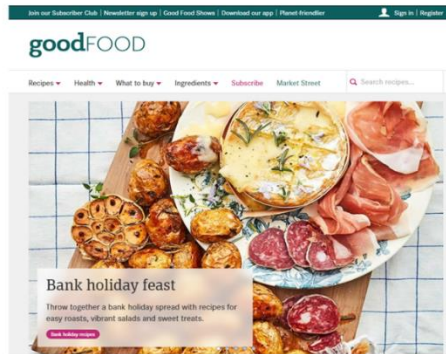 Join our Subscriber Club | Newsletter sign up | Good Food Shows | Download our app | Planet-friendlier
Sign in | Register
goodFOOD
Recipes Health What to buy Ingredients Subscribe Market Street
Search recipes...
Bank holiday feast
Throw together a bank holiday spread with recipes for
easy roasts, vibrant salads and sweet treats.
Bank holiday recipes